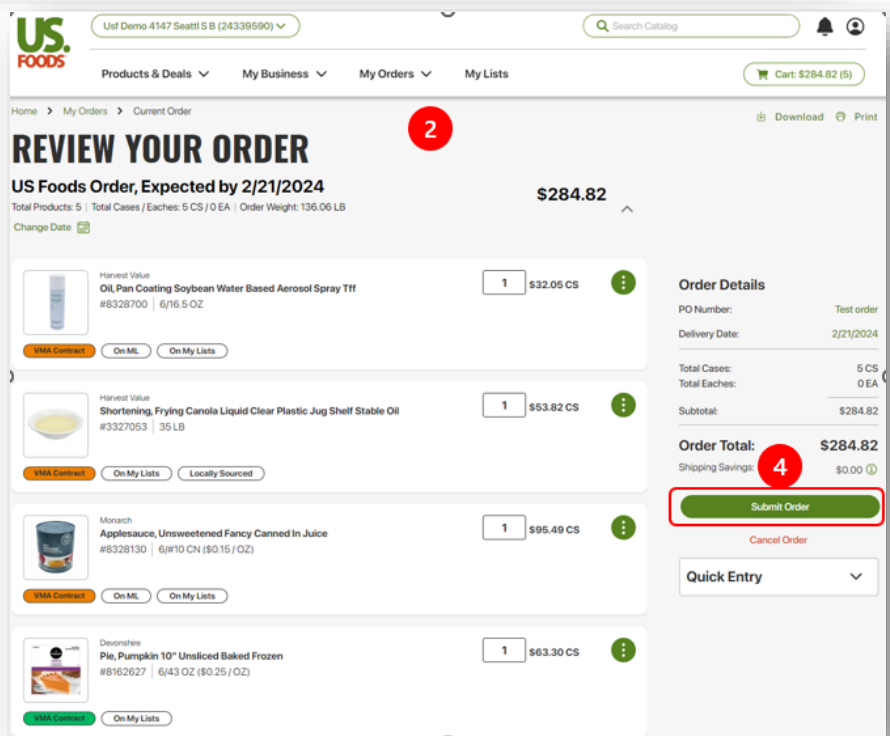 US.
FOODS
Usf Demo 4147 Seattl S B (24339590)
Search Catalog
Products & Deals
My Business
My Orders
My Lists
Cart: $284.82 (5)
Home > My Orders > Current Order
Download
Print
2
REVIEW YOUR ORDER
US Foods Order, Expected by 2/21/2024
$284.82
Total Products: 5 | Total Cases / Eaches: 5 CS / 0 EA | Order Weight: 136.06 LB
Change Date
Harvest Value
Oil, Pan Coating Soybean Water Based Aerosol Spray Tff
#8328700 | 6/16.5 OZ
1
$32.05 CS
VMA Contract
On ML
On My Lists
Harvest Value
Shortening, Frying Canola Liquid Clear Plastic Jug Shelf Stable Oil
#3327053 | 35 LB
1
$53.82 CS
VMA Contract
On My Lists
Locally Sourced
Monarch
Applesauce, Unsweetened Fancy Canned In Juice
#8328130 | 6/#10 CN ($0.15 / OZ)
1
$95.49 CS
VMA Contract
On ML
On My Lists
Devonshire
Pie, Pumpkin 10" Unsliced Baked Frozen
#8162627 | 6/43 OZ ($0.25 / OZ)
1
$63.30 CS
VMA Contract
On My Lists
Order Details
PO Number: Test order
Delivery Date: 2/21/2024
Total Cases: 5 CS
Total Eaches: 0 EA
Subtotal: $284.82
Order Total: $284.82
Shipping Savings: $0.00
4
Submit Order
Cancel Order
Quick Entry